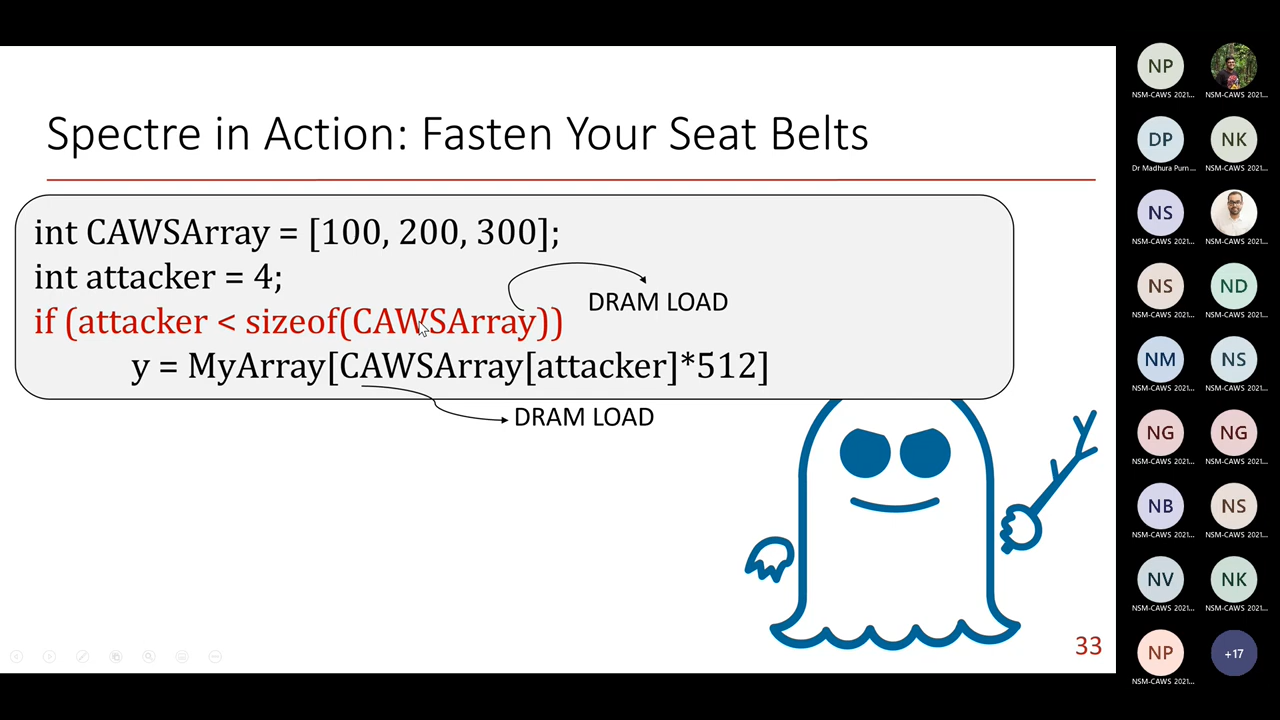 Spectre in Action: Fasten Your Seat Belts
int CAWSArray = [100, 200, 300];
int attacker = 4;
DRAM LOAD
if (attacker < sizeof(CAWSArray))
y = MyArray[CAWSArray[attacker]*512]
DRAM LOAD
33
NP
NSM-CAWS 2021...
NSM-CAWS 2021...
DP
Dr Madhura Purn...
NK
NSM-CAWS 2021...
NS
NSM-CAWS 2021...
NSM-CAWS 2021...
NS
NSM-CAWS 2021...
ND
NSM-CAWS 2021...
NM
NSM-CAWS 2021...
NS
NSM-CAWS 2021...
NG
NSM-CAWS 2021...
NG
NSM-CAWS 2021...
NB
NSM-CAWS 2021...
NS
NSM-CAWS 2021...
NV
NSM-CAWS 2021...
NK
NSM-CAWS 2021...
NP
NSM-CAWS 2021...
+17